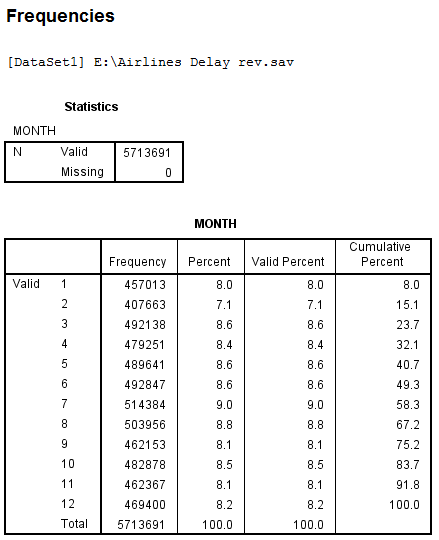 Frequencies
[DataSet1] E:\Airlines Delay rev.sav
Statistics
MONTH
N Valid 5713691
Missing 0
MONTH
Frequency Percent Valid Percent Cumulative Percent
Valid 1 457013 8.0 8.0 8.0
2 407663 7.1 7.1 15.1
3 492138 8.6 8.6 23.7
4 479251 8.4 8.4 32.1
5 489641 8.6 8.6 40.7
6 492847 8.6 8.6 49.3
7 514384 9.0 9.0 58.3
8 503956 8.8 8.8 67.2
9 462153 8.1 8.1 75.2
10 482878 8.5 8.5 83.7
11 462367 8.1 8.1 91.8
12 469400 8.2 8.2 100.0
Total 5713691 100.0 100.0